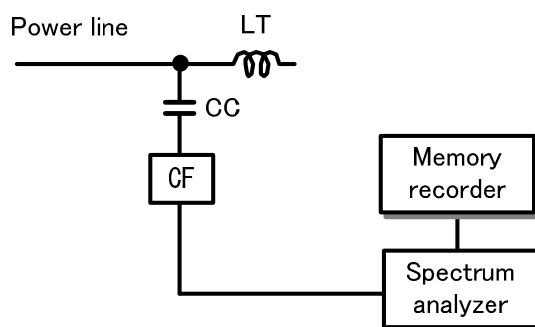 Power line
LT
CC
CF
Memory
recorder
Spectrum
analyzer